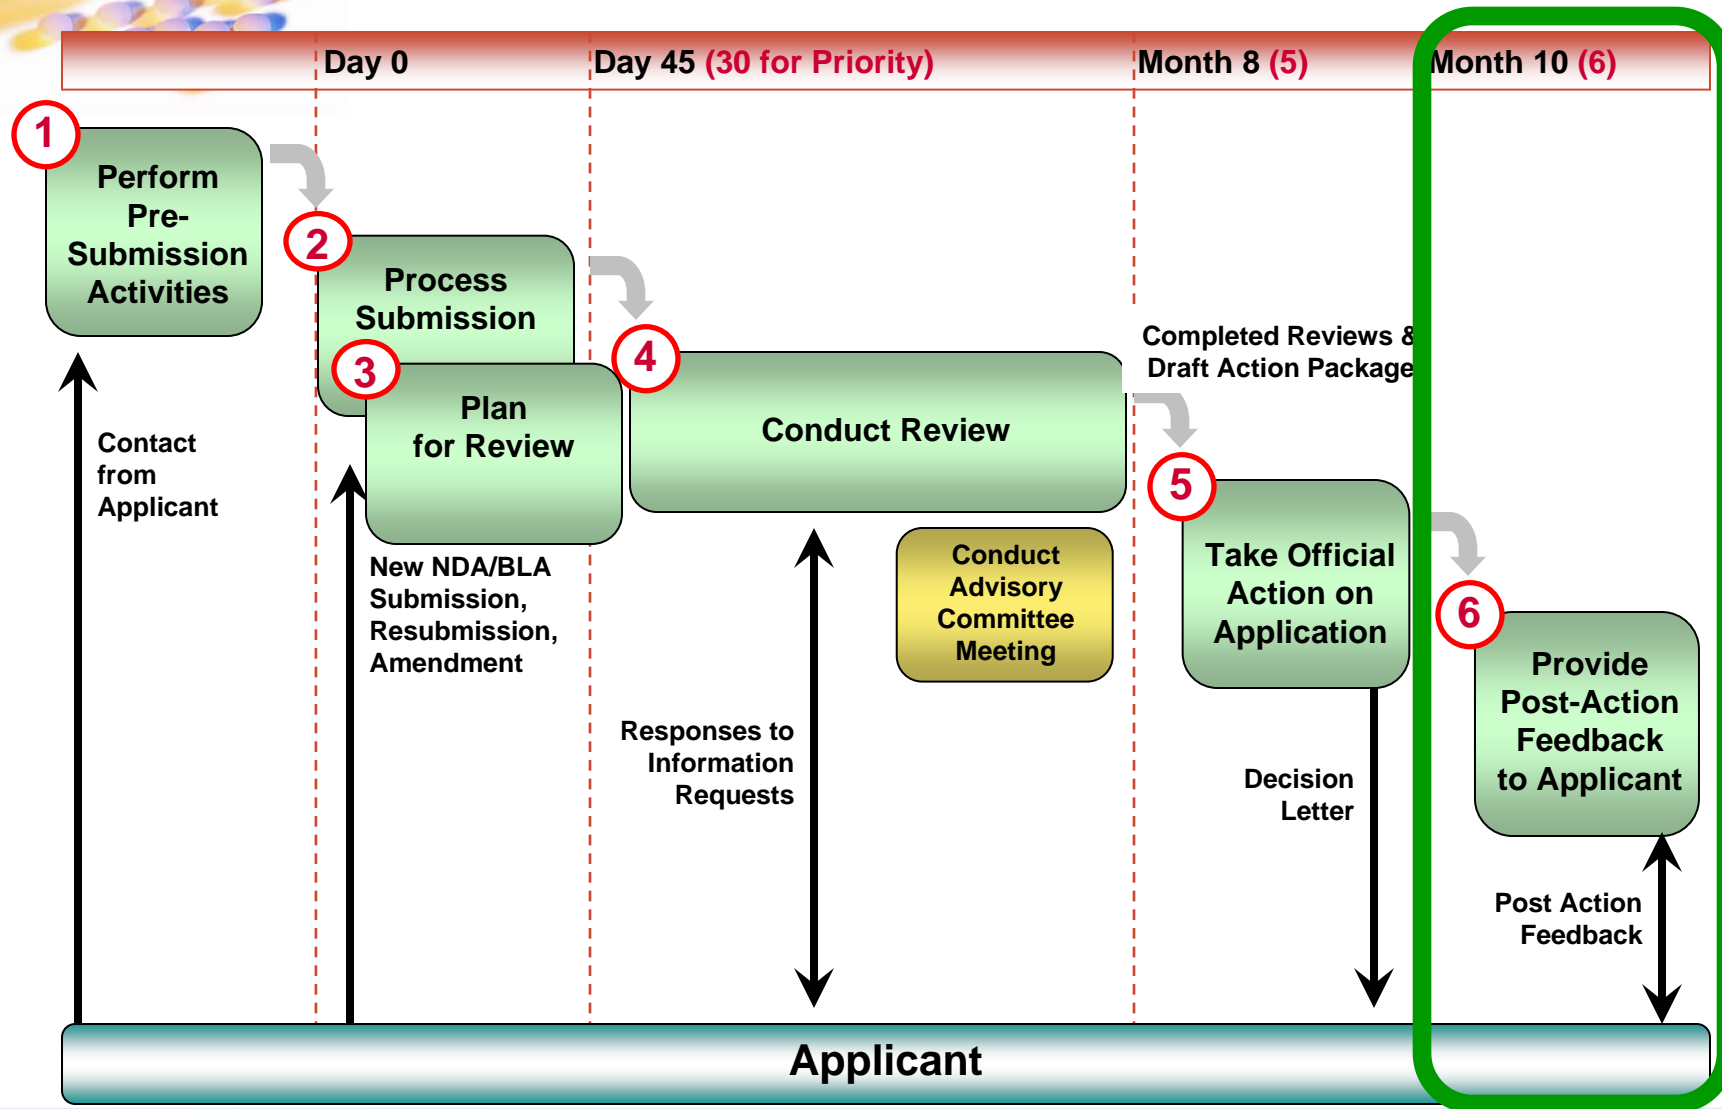 Day 0
Day 45 (30 for Priority)
Month 8 (5)
Month 10 (6)
1
Perform
Pre-
Submission
Activities
2
Process
Submission
3
Plan
for Review
4
Conduct Review
Completed Reviews &
Draft Action Package
5
Take Official
Action on
Application
6
Provide
Post-Action
Feedback
to Applicant
Conduct
Advisory
Committee
Meeting
Contact
from
Applicant
New NDA/BLA
Submission,
Resubmission,
Amendment
Responses to
Information
Requests
Decision
Letter
Post Action
Feedback
Applicant